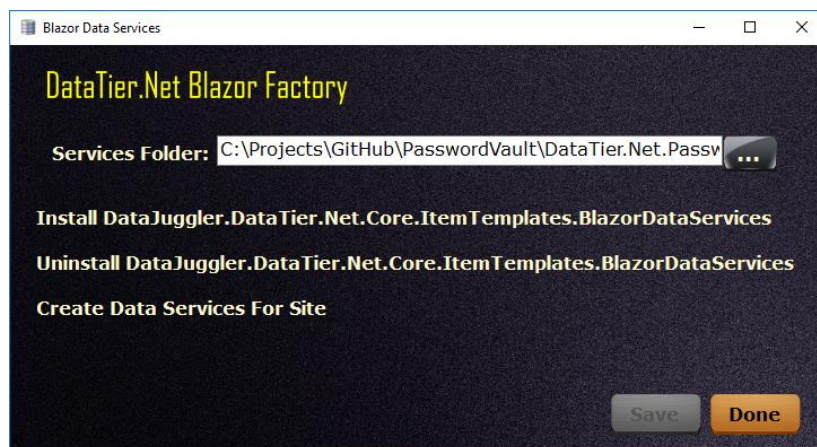 Blazor Data Services
DataTier.Net Blazor Factory
Services Folder: C:\Projects\GitHub\PasswordVault\DataTier.Net.Passw ...
Install DataJuggler.DataTier.Net.Core.ItemTemplates.BlazorDataServices
Uninstall DataJuggler.DataTier.Net.Core.ItemTemplates.BlazorDataServices
Create Data Services For Site
Save Done